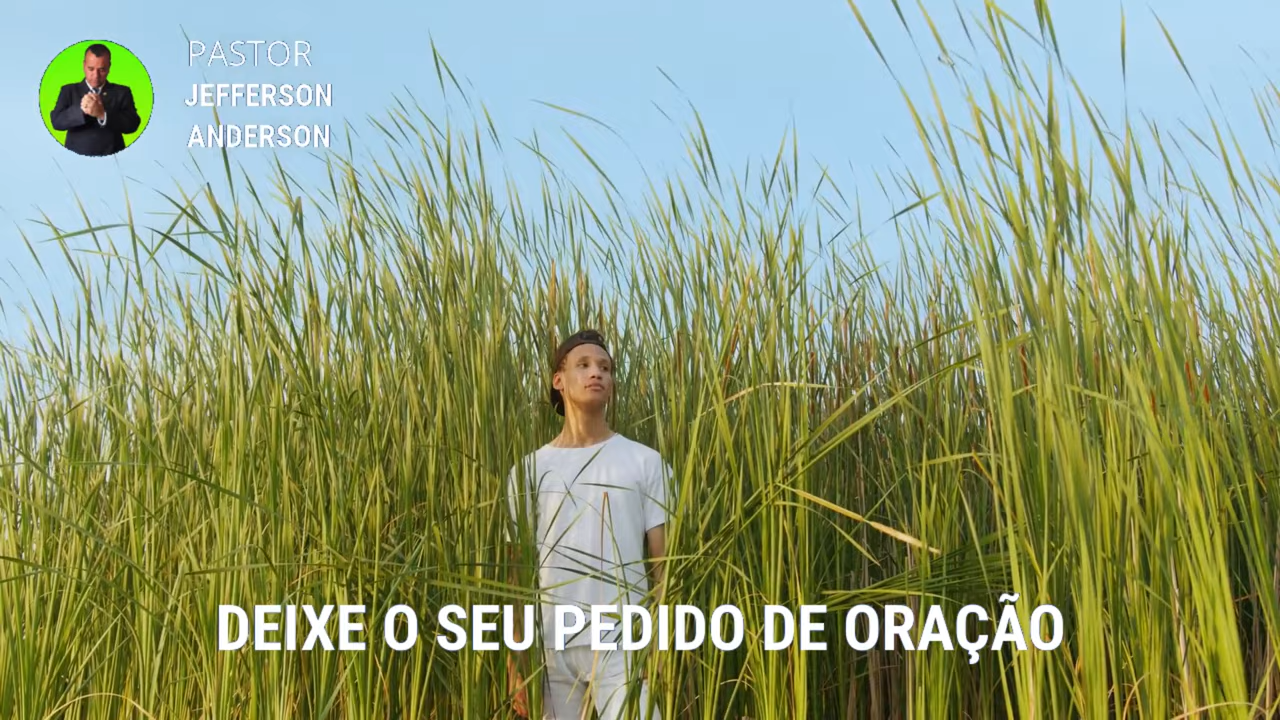 PASTOR
JEFFERSON
ANDERSON
DEIXE O SEU PEDIDO DE ORAÇÃO